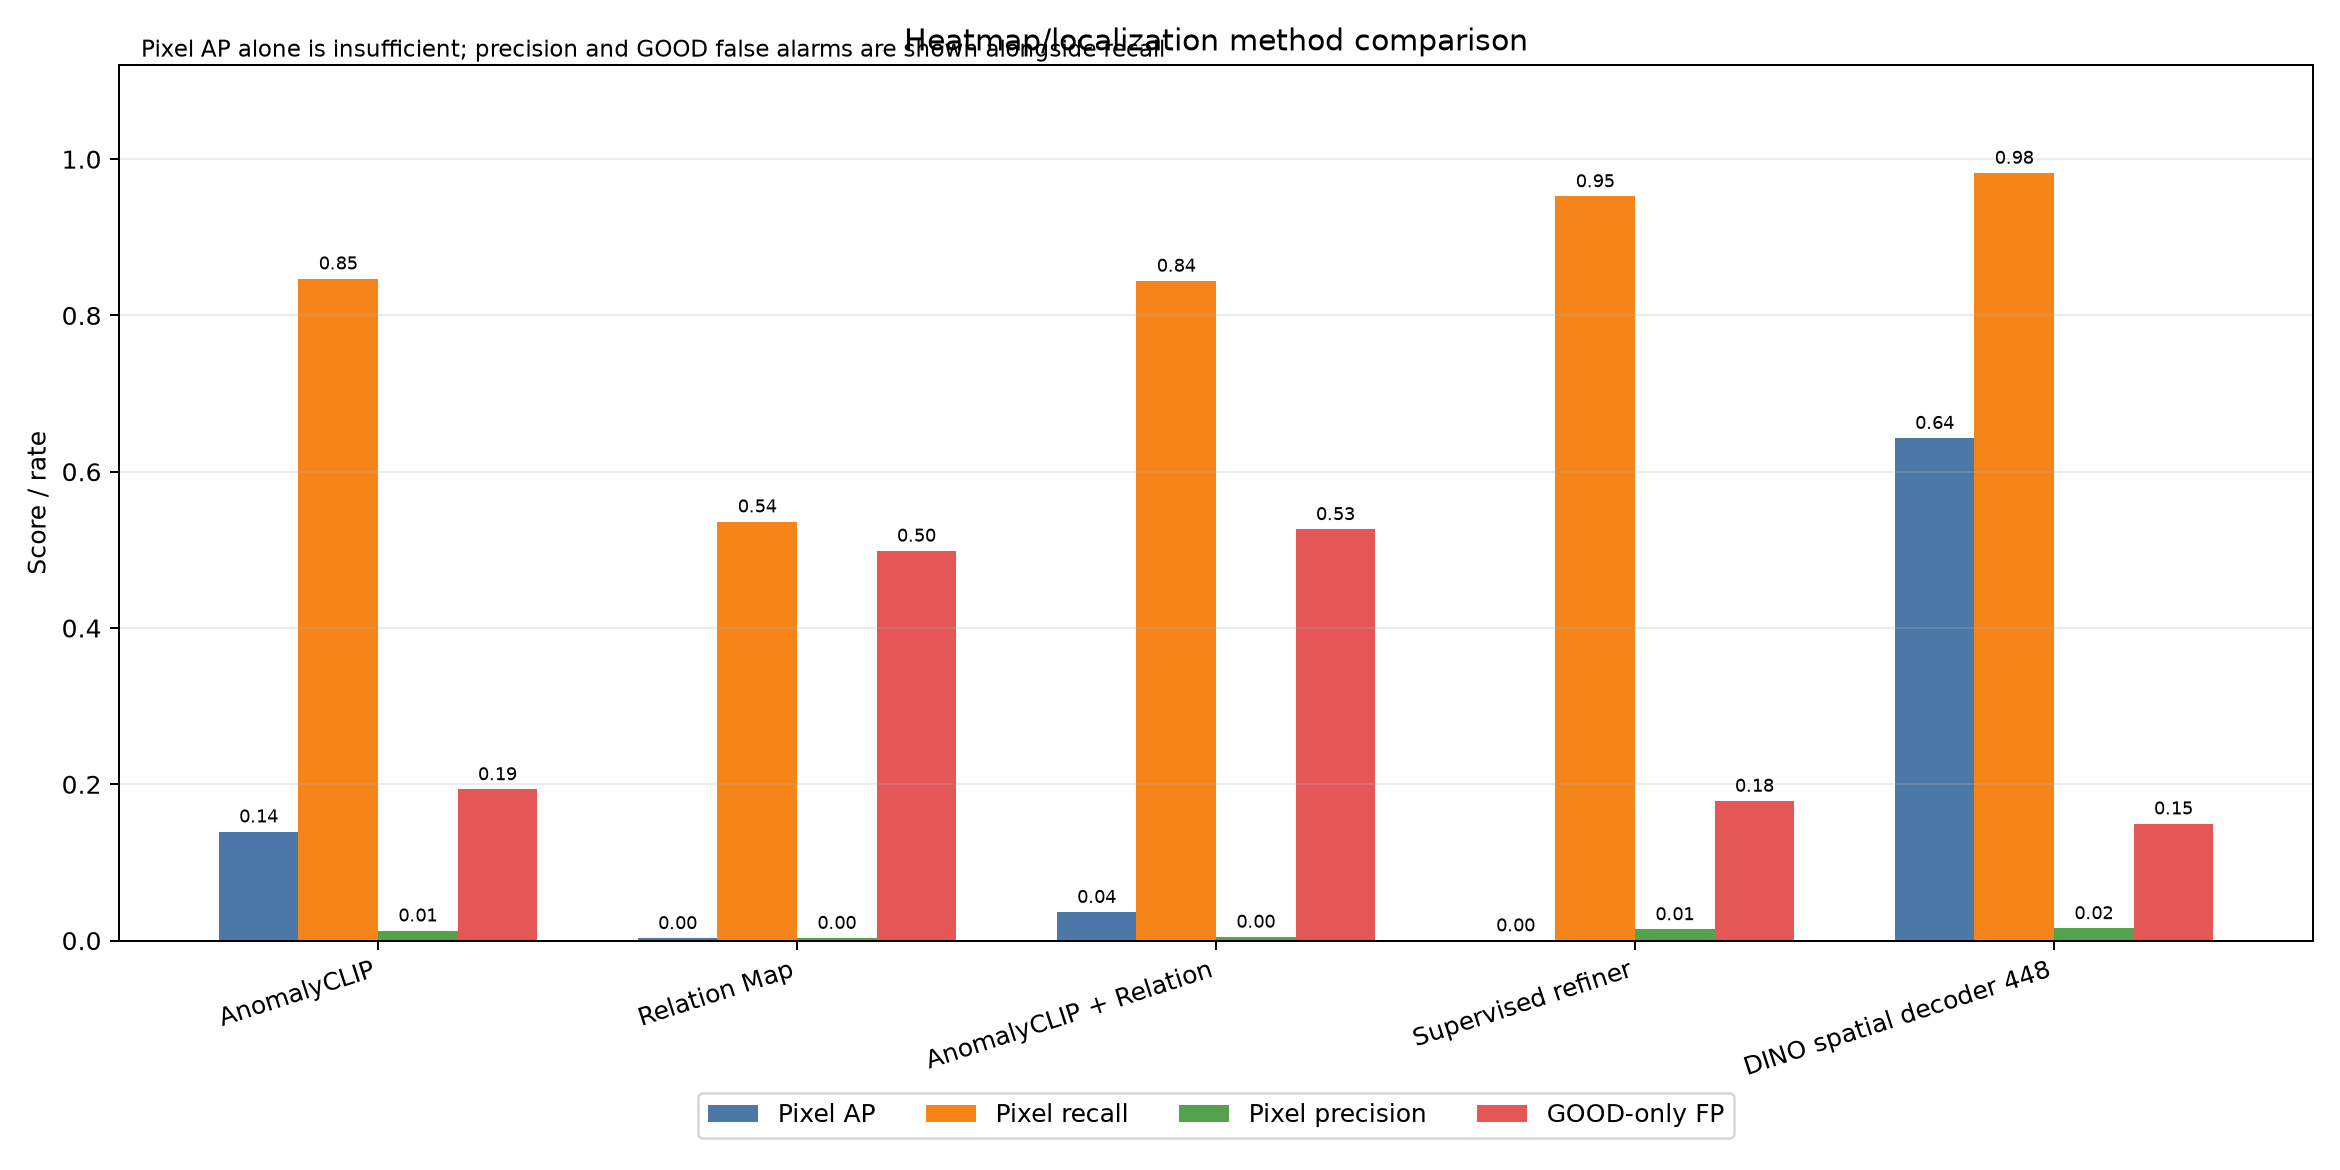 Heatmap/localization method comparison
Pixel AP alone is insufficient; precision and GOOD false alarms are shown alongside recall
Score / rate
1.0
0.8
0.6
0.4
0.2
0.0
0.14
0.85
0.01
0.19
0.00
0.54
0.00
0.50
0.04
0.84
0.00
0.53
0.00
0.95
0.01
0.18
0.64
0.98
0.02
0.15
AnomalyCLIP
Relation Map
AnomalyCLIP + Relation
Supervised refiner
DINO spatial decoder 448
Pixel AP
Pixel recall
Pixel precision
GOOD-only FP